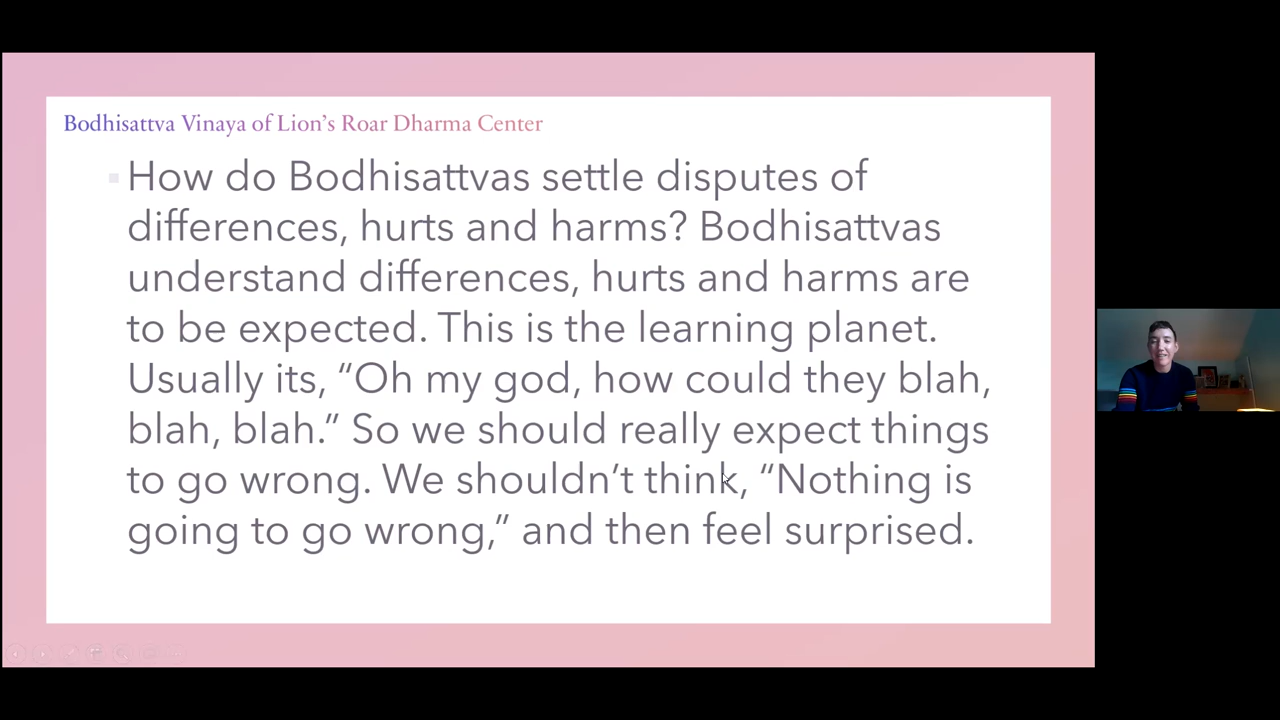 Bodhisattva Vinaya of Lion’s Roar Dharma Center
How do Bodhisattvas settle disputes of
differences, hurts and harms? Bodhisattvas
understand differences, hurts and harms are
to be expected. This is the learning planet.
Usually its, “Oh my god, how could they blah,
blah, blah.” So we should really expect things
to go wrong. We shouldn’t think, “Nothing is
going to go wrong,” and then feel surprised.